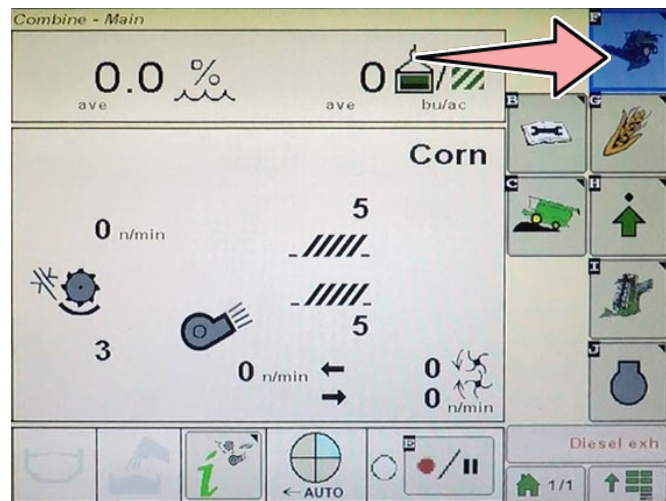 Combine - Main
F
0.0 %
ave
0 /
ave bu/ac
B
G
Corn
C
H
0 n/min
5
I
3
5
J
0 n/min
0
0
n/min
i
← AUTO
E
/
Diesel exh
1/1